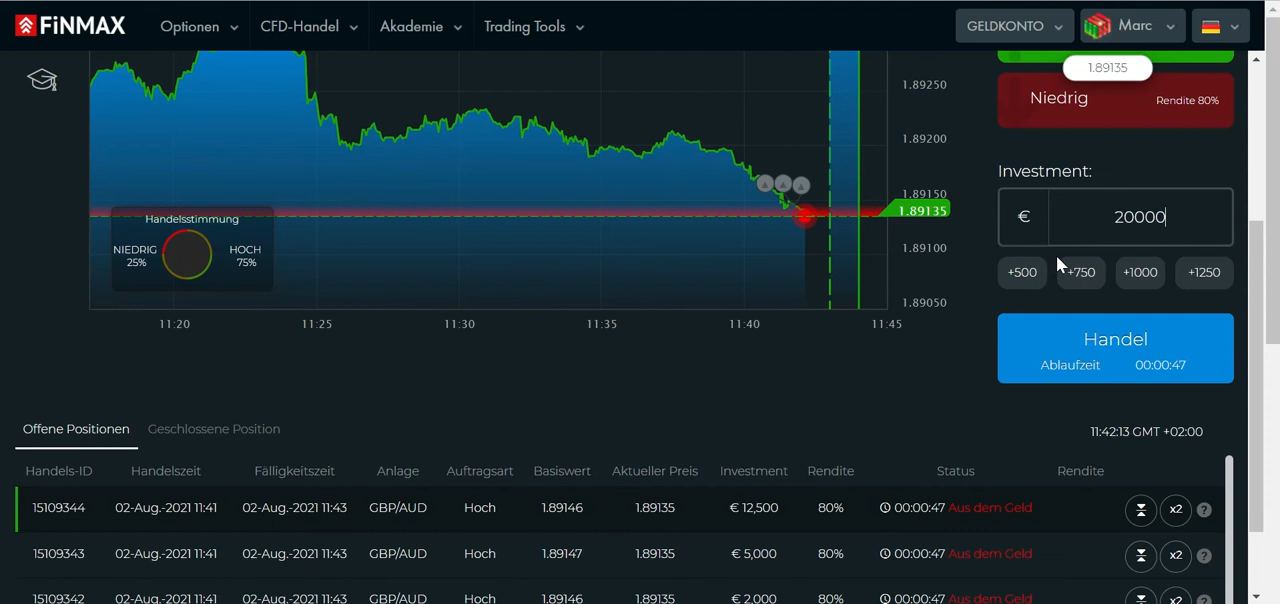 FiNMAX Optionen CFD-Handel Akademie Trading Tools GELDKONTO Marc
1.89135
Niedrig Rendite 80%
1.89250
1.89200
1.89150
1.89135
1.89100
1.89050
Handelsstimmung
NIEDRIG HOCH
25% 75%
11:20 11:25 11:30 11:35 11:40 11:45
Investment:
€ 20000
+500 +750 +1000 +1250
Handel
Ablaufzeit 00:00:47
Offene Positionen Geschlossene Position 11:42:13 GMT +02:00
Handels-ID Handelszeit Fälligkeitszeit Anlage Auftragsart Basiswert Aktueller Preis Investment Rendite Status Rendite
15109344 02-Aug.-2021 11:41 02-Aug.-2021 11:43 GBP/AUD Hoch 1.89146 1.89135 € 12,500 80% 00:00:47 Aus dem Geld x2 ?
15109343 02-Aug.-2021 11:41 02-Aug.-2021 11:43 GBP/AUD Hoch 1.89147 1.89135 € 5,000 80% 00:00:47 Aus dem Geld x2 ?
15109342 02-Aug.-2021 11:41 02-Aug.-2021 11:43 GBP/AUD Hoch 1.89146 1.89135 € 2,000 80% 00:00:47 Aus dem Geld x2 ?